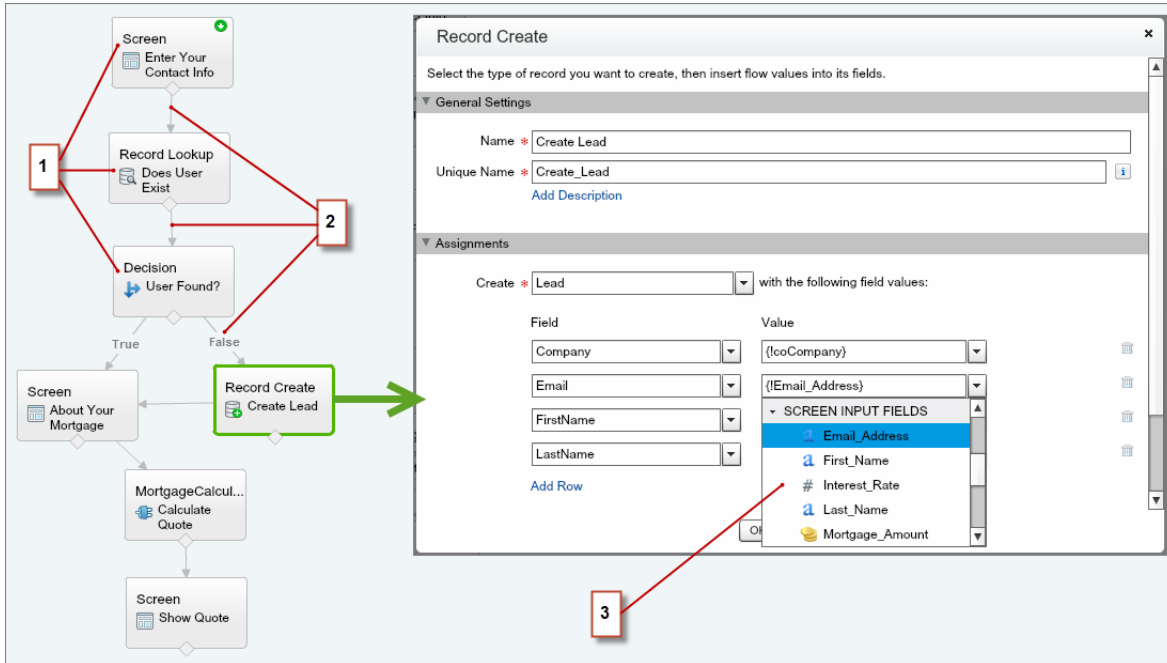 Screen
Enter Your
Contact Info
1
Record Lookup
Does User
Exist
2
Decision
User Found?
True
False
Screen
About Your
Mortgage
Record Create
Create Lead
MortgageCalcul...
Calculate
Quote
Screen
Show Quote
Record Create
Select the type of record you want to create, then insert flow values into its fields.
General Settings
Name * Create Lead
Unique Name * Create_Lead
Add Description
Assignments
Create * Lead with the following field values:
Field Value
Company {!coCompany}
Email {!Email_Address}
FirstName
LastName
Add Row
SCREEN INPUT FIELDS
Email_Address
First_Name
# Interest_Rate
Last_Name
Mortgage_Amount
3